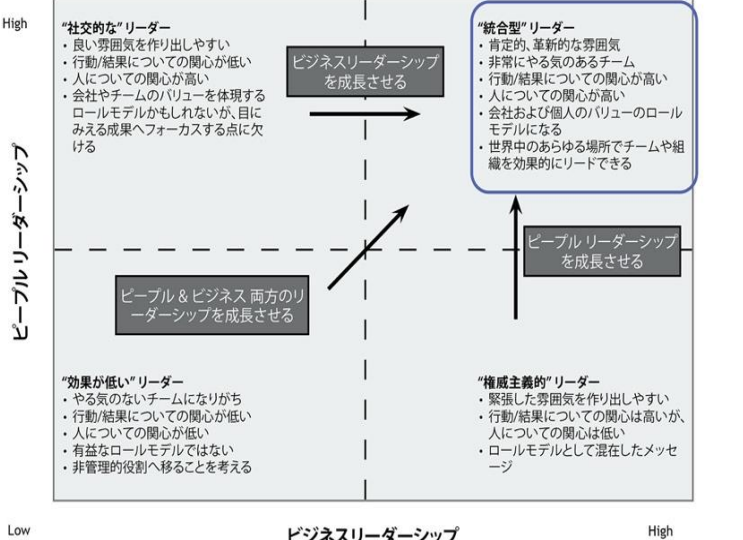 High
“社交的な” リーダー
・ 良い雰囲気を作り出しやすい
・ 行動/結果についての関心が低い
・ 人についての関心が高い
・ 会社やチームのバリューを体現する
ロールモデルかもしれないが、目に
みえる成果へフォーカスする点に欠
ける
ビジネスリーダーシップ
を成長させる
“統合型” リーダー
・ 肯定的、革新的な雰囲気
・ 非常にやる気のあるチーム
・ 行動/結果についての関心が高い
・ 人についての関心が高い
・ 会社および個人のバリューのロール
モデルになる
・ 世界中のあらゆる場所でチームや組
織を効果的にリードできる
ピープル リーダーシップ
ピープル リーダーシップ
を成長させる
ピープル & ビジネス 両方のリ
ーダーシップを成長させる
“効果が低い” リーダー
・ やる気のないチームになりがち
・ 行動/結果についての関心が低い
・ 人についての関心が低い
・ 有益なロールモデルではない
・ 非管理的役割へ移ることを考える
“権威主義的” リーダー
・ 緊張した雰囲気を作り出しやすい
・ 行動/結果についての関心は高いが、
人についての関心は低い
・ ロールモデルとして混在したメッセ
ージ
Low
ビジネスリーダーシップ
High